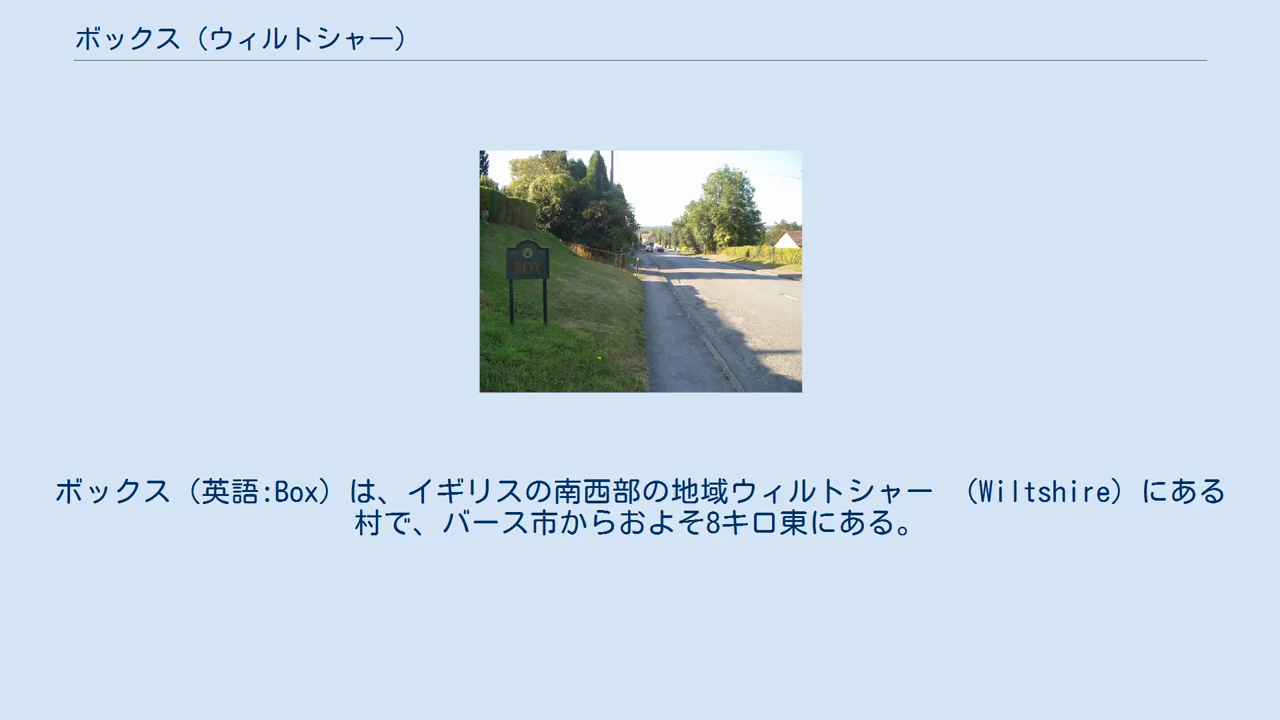 ボックス（ウィルトシャー）
BOX
ボックス（英語:Box）は、イギリスの南西部の地域ウィルトシャー （Wiltshire）にある
村で、バース市からおよそ8キロ東にある。